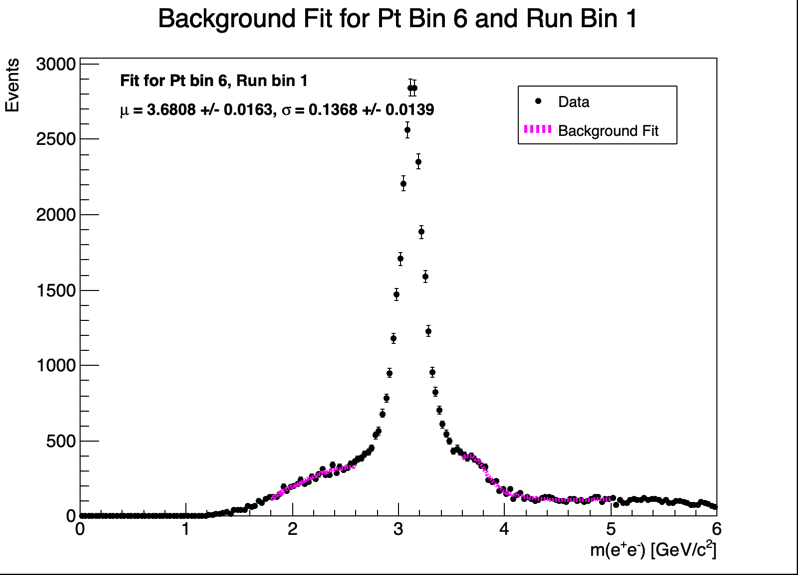 Background Fit for Pt Bin 6 and Run Bin 1
Events
3000
2500
2000
1500
1000
500
0
Fit for Pt bin 6, Run bin 1
μ = 3.6808 +/- 0.0163, σ = 0.1368 +/- 0.0139
Data
Background Fit
0 1 2 3 4 5 6
m(e⁺e⁻) [GeV/c²]